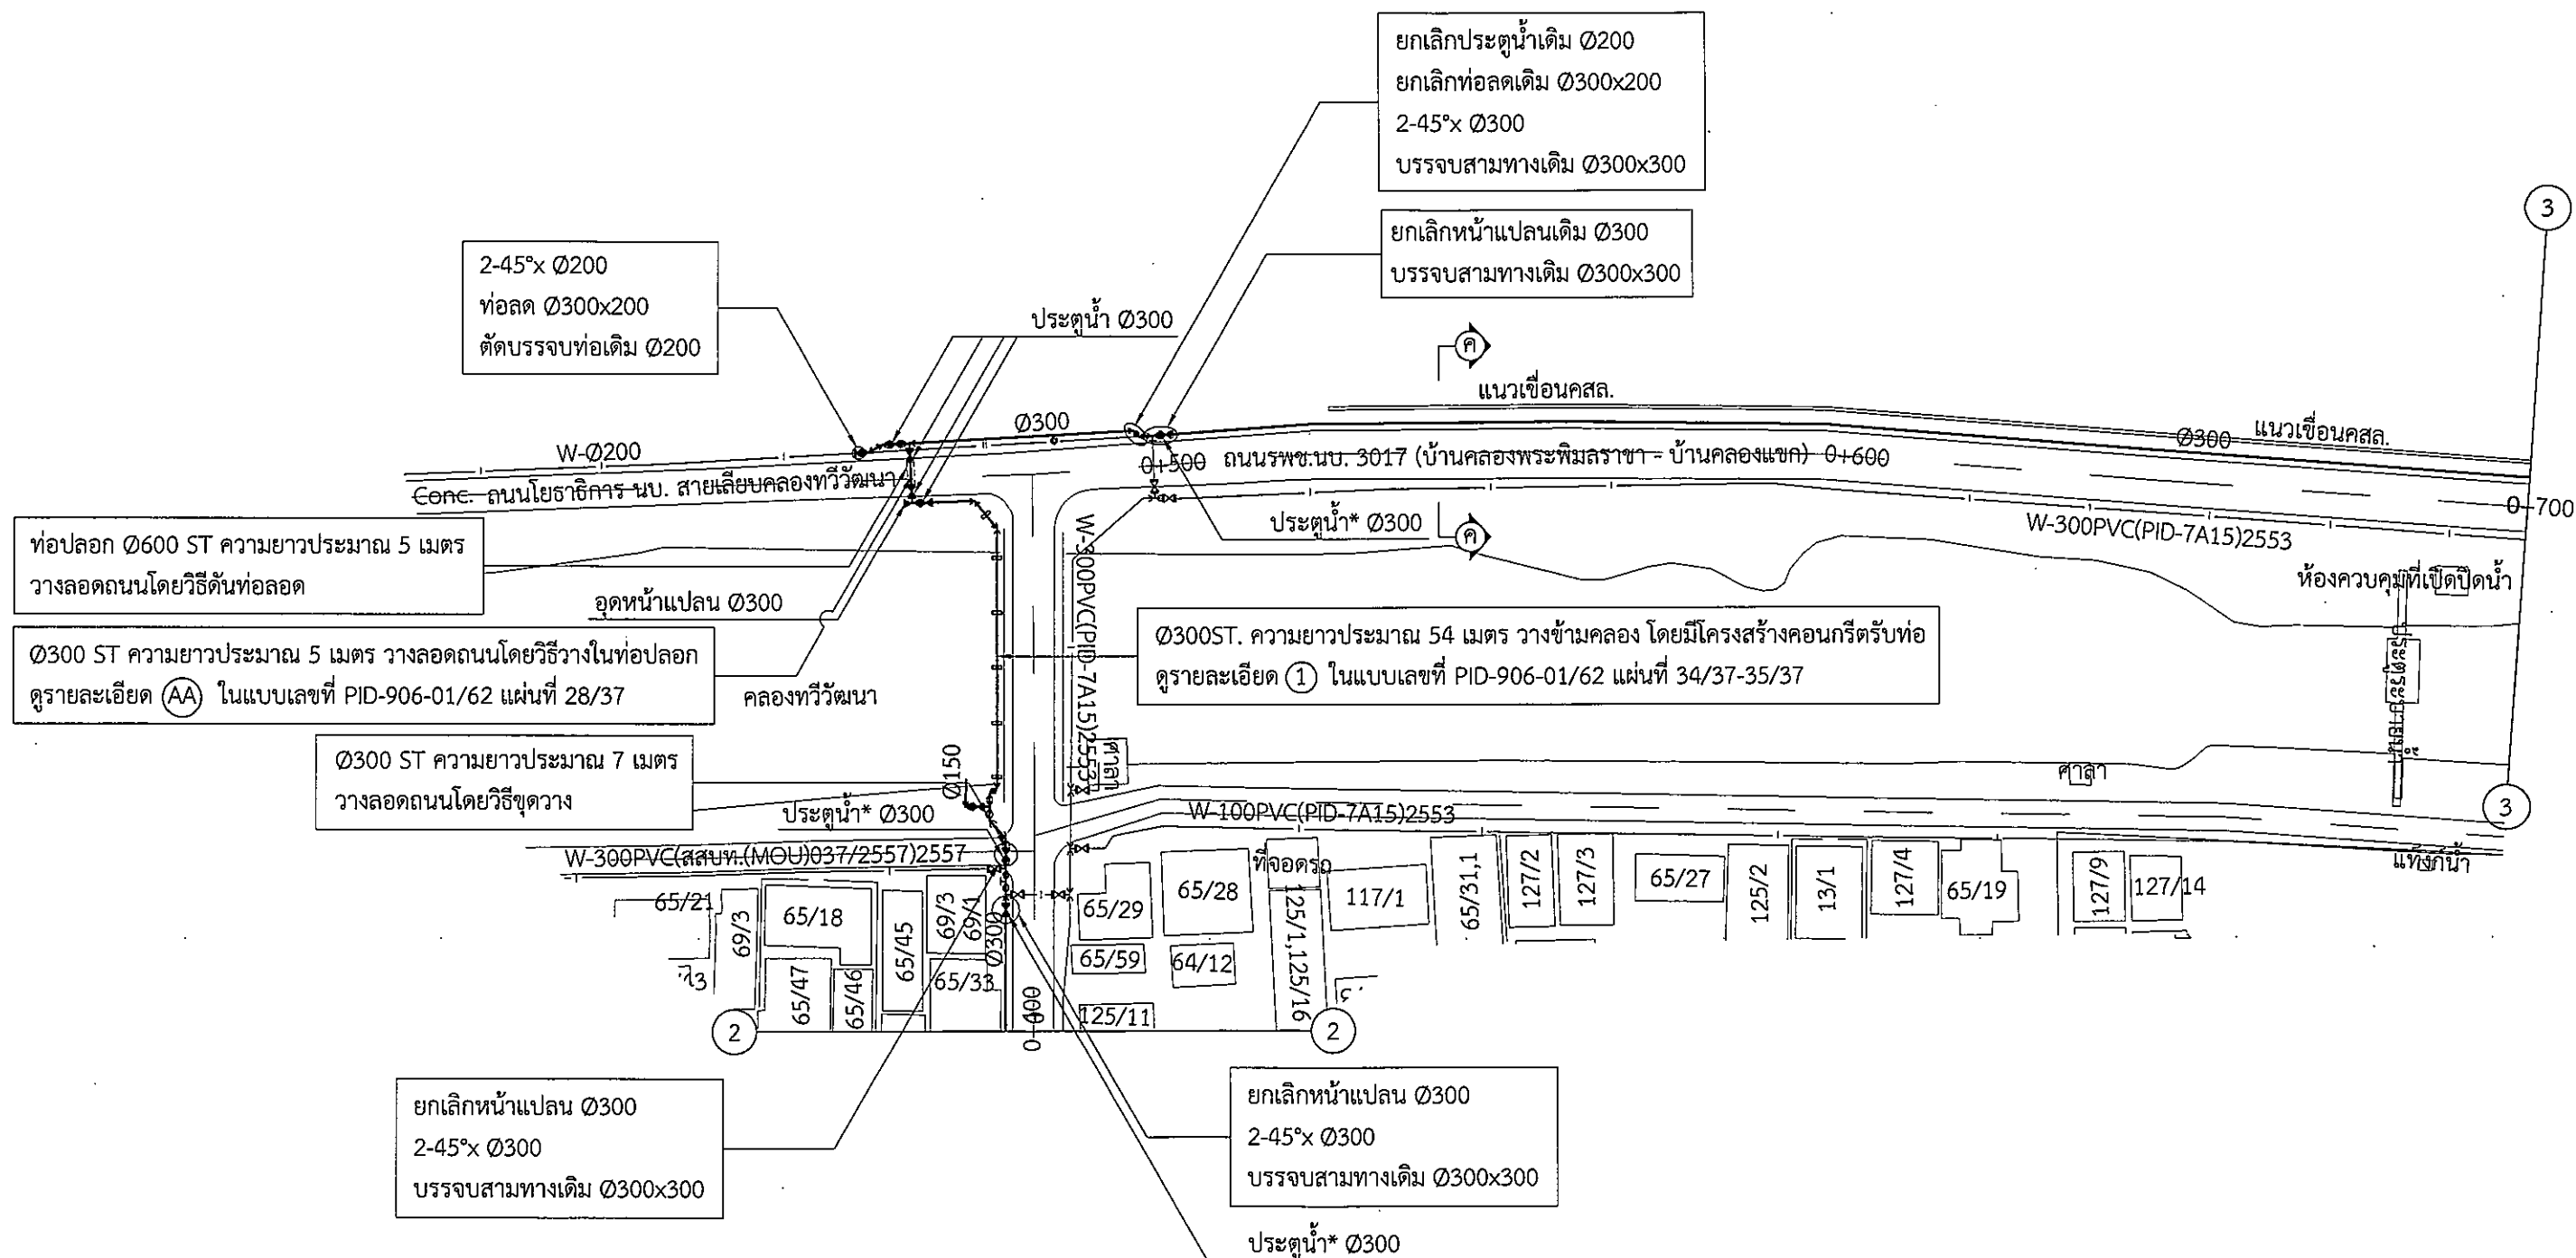 ยกเลิกประตูน้ำเดิม Ø200
ยกเลิกท่อลดเดิม Ø300x200
2-45°x Ø300
บรรจบสามทางเดิม Ø300x300
3
ยกเลิกหน้าแปลนเดิม Ø300
บรรจบสามทางเดิม Ø300x300
2-45°x Ø200
ท่อลด Ø300x200
ตัดบรรจบท่อเดิม Ø200
ประตูน้ำ Ø300
ค
แนวเขื่อนคสล.
Ø300
แนวเขื่อนคสล.
Ø300
W-Ø200
0+500 ถนนรพช.นบ. 3017 (บ้านคลองพระพิมลราชา - บ้านคลองแขก) 0+600
Conc. ถนนโยธาธิการ นบ. สายเลียบคลองทวีวัฒนา
0+700
ประตูน้ำ* Ø300
ค
W-300PVC(PID-7A15)2553
W-300PVC(PID-7A15)2553
ท่อปลอก Ø600 ST ความยาวประมาณ 5 เมตร
วางลอดถนนโดยวิธีดันท่อลอด
ห้องควบคุมที่เปิดปิดน้ำ
อุดหน้าแปลน Ø300
Ø300 ST ความยาวประมาณ 5 เมตร วางลอดถนนโดยวิธีวางในท่อปลอก
ดูรายละเอียด AA ในแบบเลขที่ PID-906-01/62 แผ่นที่ 28/37
คลองทวีวัฒนา
Ø300ST. ความยาวประมาณ 54 เมตร วางข้ามคลอง โดยมีโครงสร้างคอนกรีตรับท่อ
ดูรายละเอียด 1 ในแบบเลขที่ PID-906-01/62 แผ่นที่ 34/37-35/37
ประตูระบายน้ำ
Ø300 ST ความยาวประมาณ 7 เมตร
วางลอดถนนโดยวิธีขุดวาง
Ø150
ศาลา
ศาลา
3
ประตูน้ำ* Ø300
W-100PVC(PID-7A15)2553
W-300PVC(สสบท.(MOU)037/2557)2557
ที่จอดรถ
แท้งก์น้ำ
65/21
69/3
65/18
65/45
69/3
69/1
Ø300
65/29
65/28
125/1,125/16
117/1
65/31,1
127/2
127/3
65/27
125/2
13/1
127/4
65/19
127/9
127/14
65/47
65/46
65/33
65/59
64/12
125/11
0+400
2
2
ยกเลิกหน้าแปลน Ø300
2-45°x Ø300
บรรจบสามทางเดิม Ø300x300
ยกเลิกหน้าแปลน Ø300
2-45°x Ø300
บรรจบสามทางเดิม Ø300x300
ประตูน้ำ* Ø300